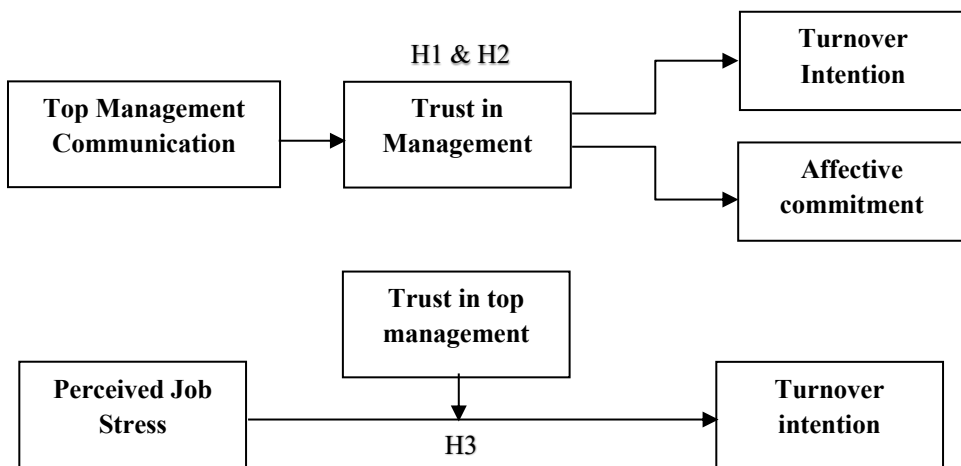 H1 & H2
Top Management
Communication
Trust in
Management
Turnover
Intention
Affective
commitment
Trust in top
management
Perceived Job
Stress
H3
Turnover
intention